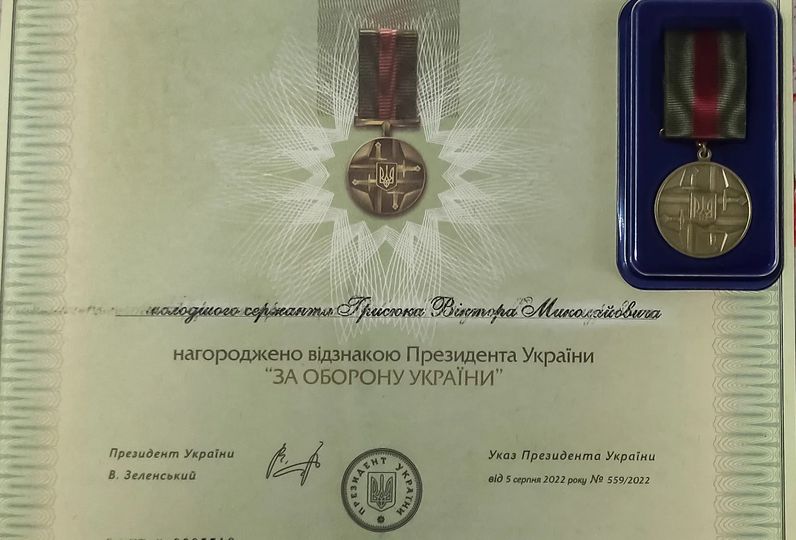 молодшого сержанта Грисюка Віктора Миколайовича
нагороджено відзнакою Президента України
“ЗА ОБОРОНУ УКРАЇНИ”
Президент України
В. Зеленський
ПРЕЗИДЕНТ УКРАЇНИ
Указ Президента України
від 5 серпня 2022 року № 559/2022